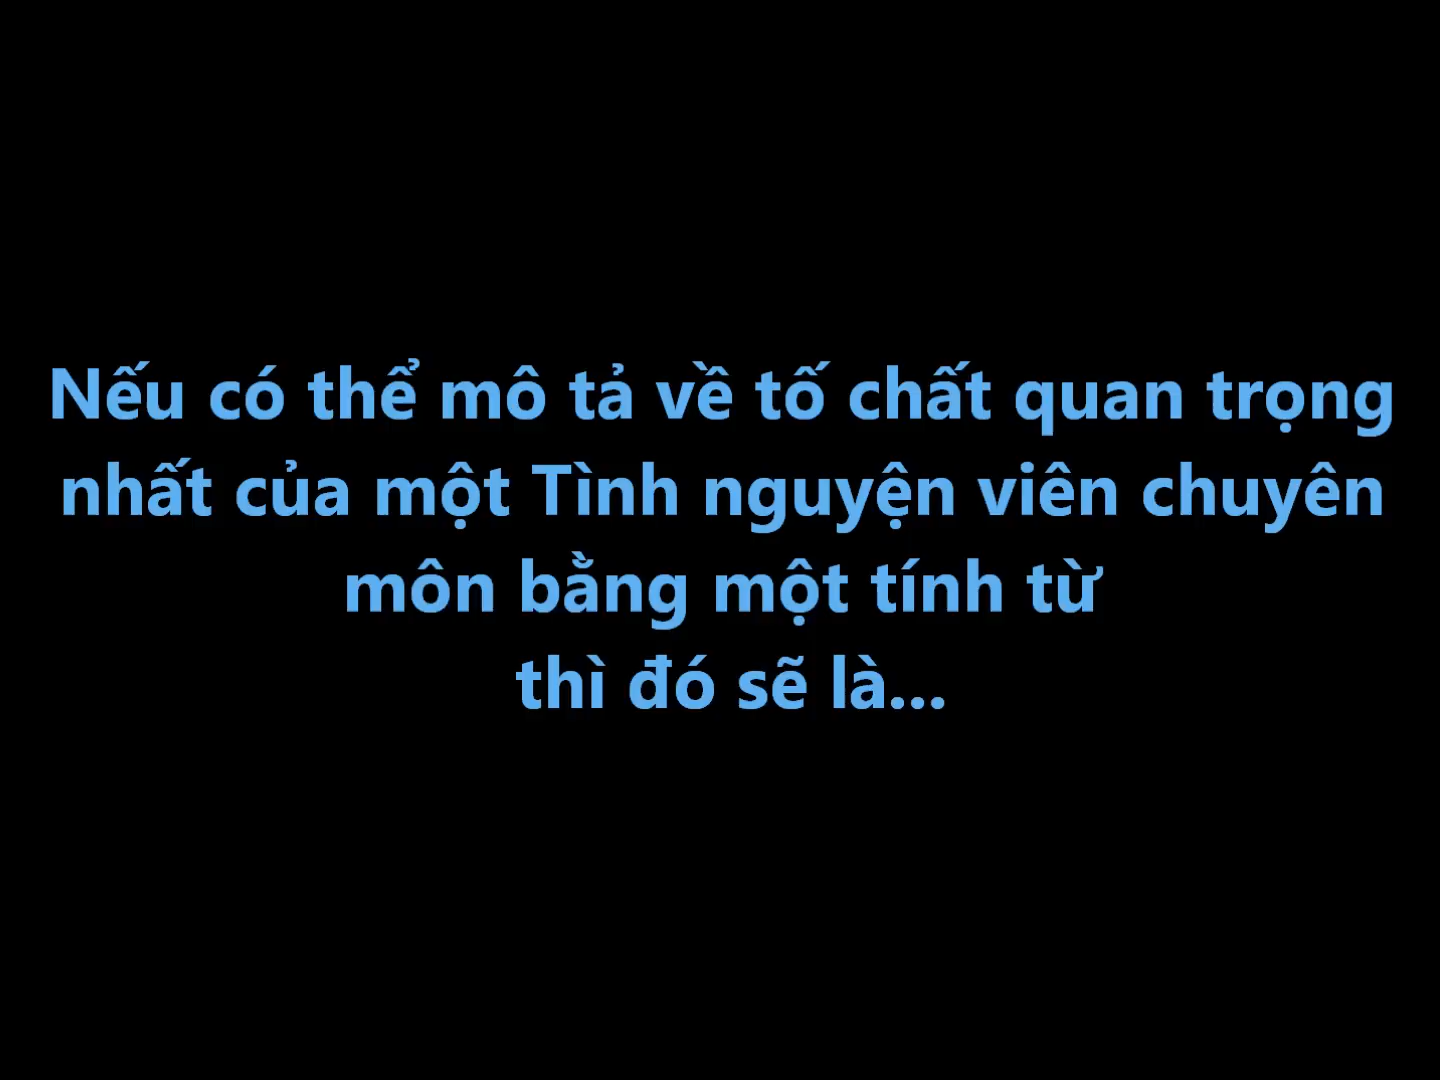 Nếu có thể mô tả về tố chất quan trọng
nhất của một Tình nguyện viên chuyên
môn bằng một tính từ
thì đó sẽ là...